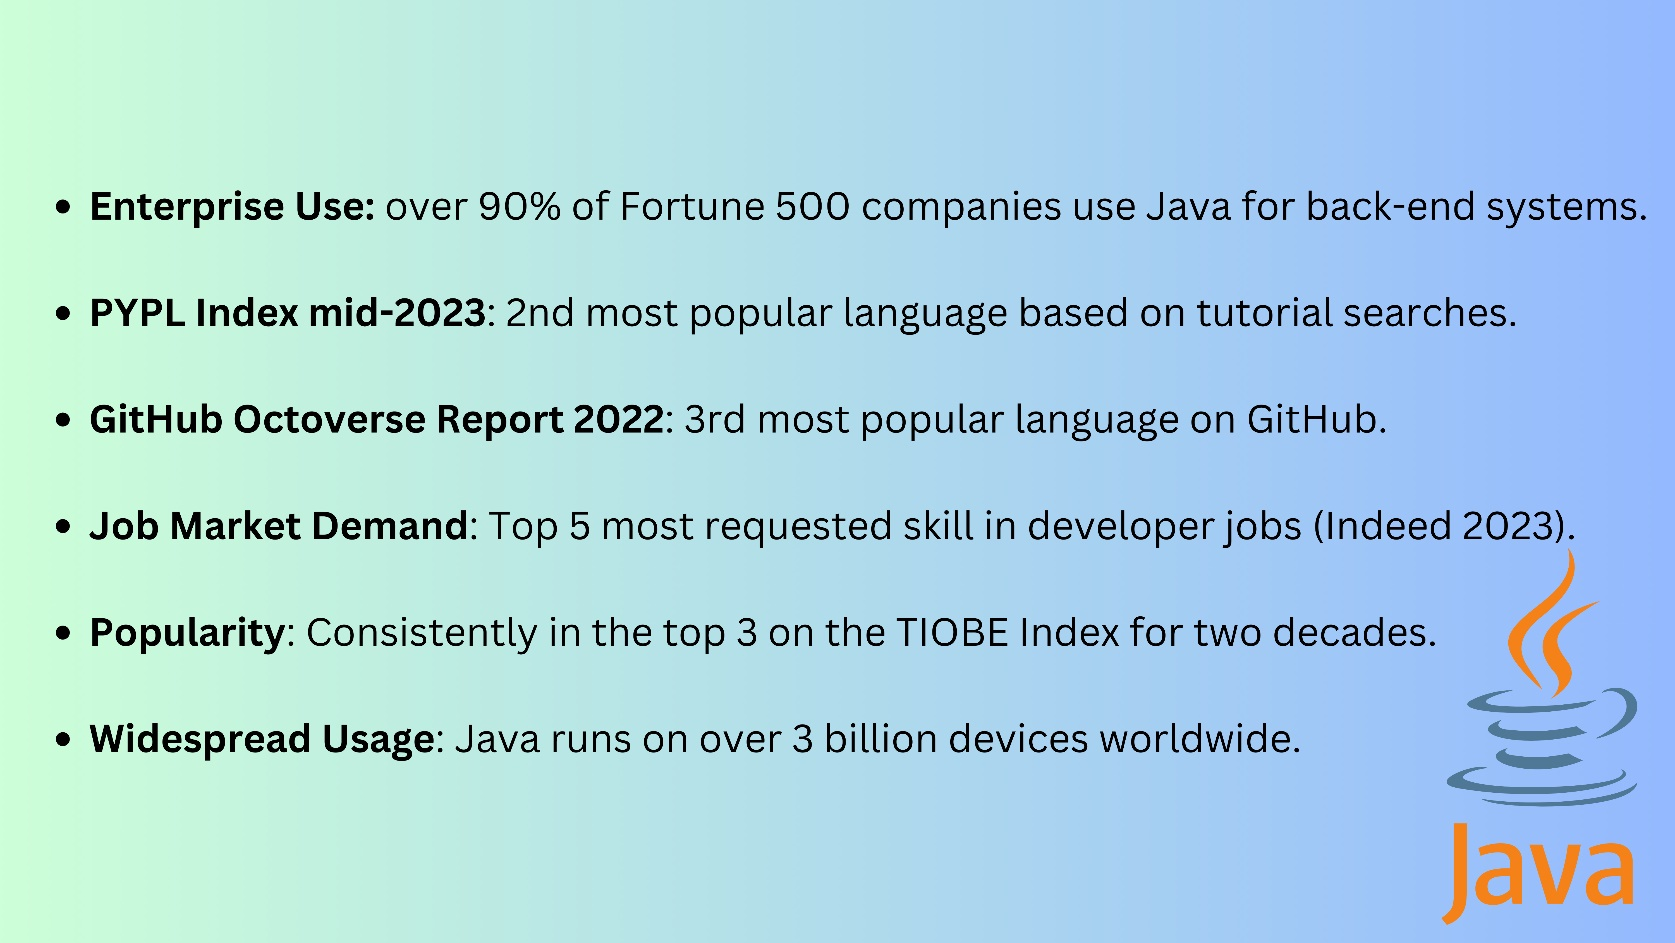 • Enterprise Use: over 90% of Fortune 500 companies use Java for back-end systems.
• PYPL Index mid-2023: 2nd most popular language based on tutorial searches.
• GitHub Octoverse Report 2022: 3rd most popular language on GitHub.
• Job Market Demand: Top 5 most requested skill in developer jobs (Indeed 2023).
• Popularity: Consistently in the top 3 on the TIOBE Index for two decades.
• Widespread Usage: Java runs on over 3 billion devices worldwide.
Java